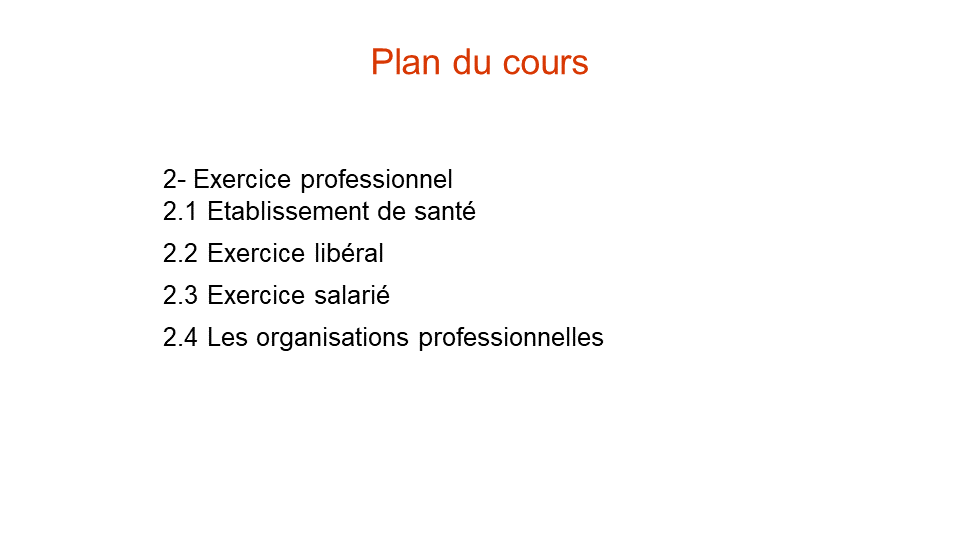 Plan du cours
2- Exercice professionnel
2.1 Etablissement de santé
2.2 Exercice libéral
2.3 Exercice salarié
2.4 Les organisations professionnelles